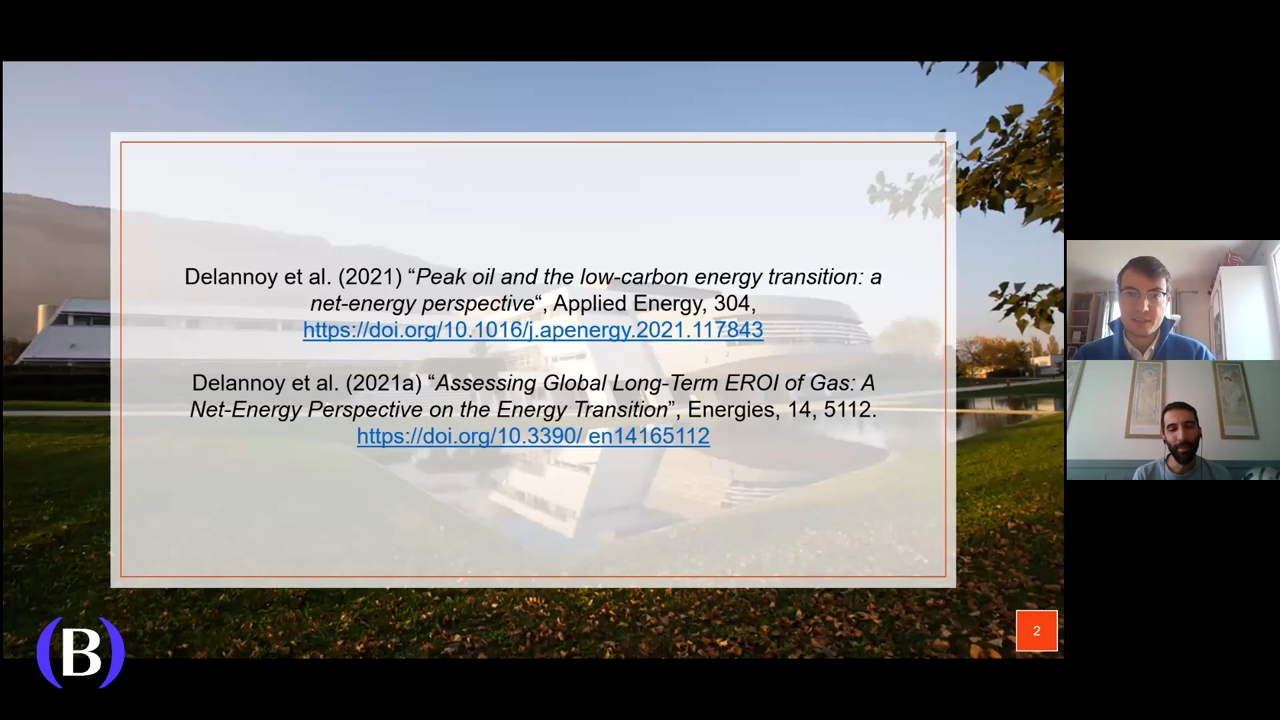 Delannoy et al. (2021) “Peak oil and the low-carbon energy transition: a
net-energy perspective“, Applied Energy, 304,
https://doi.org/10.1016/j.apenergy.2021.117843
Delannoy et al. (2021a) “Assessing Global Long-Term EROI of Gas: A
Net-Energy Perspective on the Energy Transition”, Energies, 14, 5112.
https://doi.org/10.3390/ en14165112
2
(B)